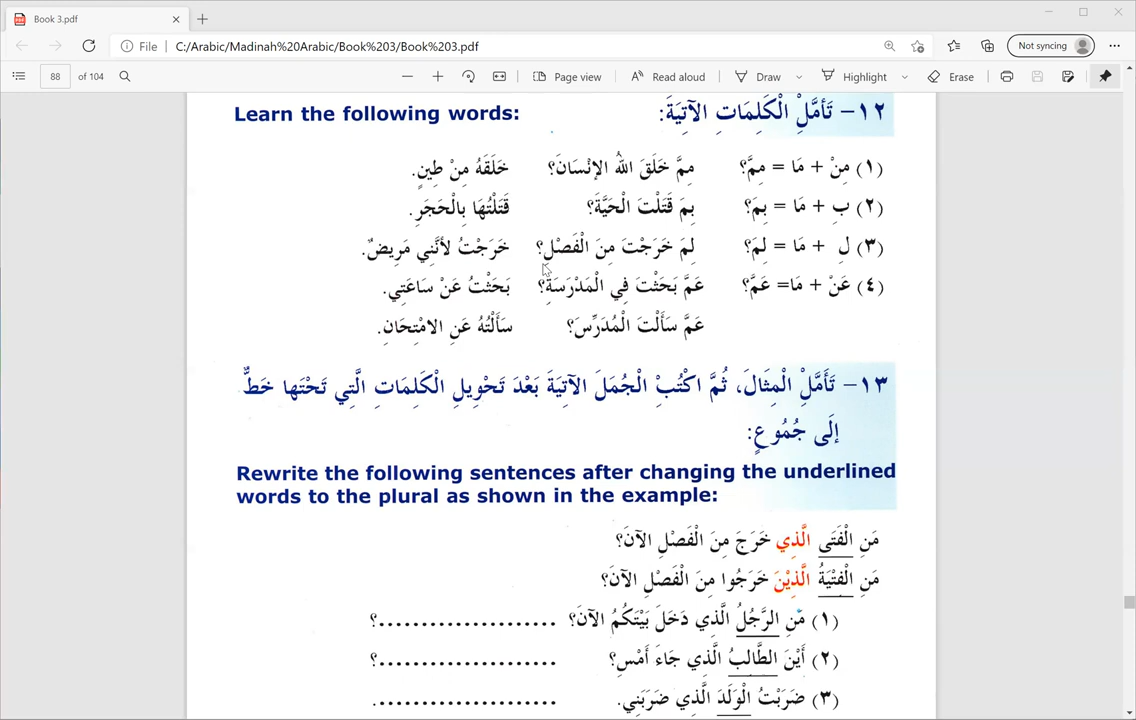 Book 3.pdf
File C:/Arabic/Madinah%20Arabic/Book%203/Book%203.pdf Not syncing
88 of 104 Page view Read aloud Draw Highlight Erase
Learn the following words: ١٢- تَأمَّلْ الْكَلِمَاتِ الآتِيَةَ:
(١) مِنْ + مَا = مِمَّ؟ مِمَّ خَلَقَ اللهُ الإنْسَانَ؟ خَلَقَهُ مِنْ طِينٍ.
(٢) بِ + مَا = بِمَ؟ بِمَ قَتَلْتَ الْحَيَّةَ؟ قَتَلْتُهَا بِالْحَجَرِ.
(٣) لِ + مَا = لِمَ؟ لِمَ خَرَجْتَ مِنَ الْفَصْلِ؟ خَرَجْتُ لأنَّنِي مَرِيضٌ.
(٤) عَنْ + مَا= عَمَّ؟ عَمَّ بَحَثْتَ فِي الْمَدْرَسَةِ؟ بَحَثْتُ عَنْ سَاعَتِي.
عَمَّ سَأَلْتَ الْمُدَرِّسَ؟ سَأَلْتُهُ عَنِ الامْتِحَانِ.
١٣- تَأَمَّلْ الْمِثَالَ، ثُمَّ اكْتُبْ الْجُمَلَ الآتِيَةَ بَعْدَ تَحْوِيلِ الْكَلِمَاتِ الَّتِي تَحْتَها خَطٌّ
إلَى جُمُوعٍ:
Rewrite the following sentences after changing the underlined
words to the plural as shown in the example:
مَنِ الْفَتَى الَّذِي خَرَجَ مِنَ الْفَصْلِ الآنَ؟
مَنِ الْفِتْيَةُ الَّذِيْنَ خَرَجُوا مِنَ الْفَصْلِ الآنَ؟
(١) مَنِ الرَّجُلُ الَّذِي دَخَلَ بَيْتَكُمُ الآنَ؟ ......................؟
(٢) أَيْنَ الطَّالِبُ الَّذِي جَاءَ أَمْسِ؟ ......................؟
(٣) ضَرَبْتُ الْوَلَدَ الَّذِي ضَرَبَنِي. ......................